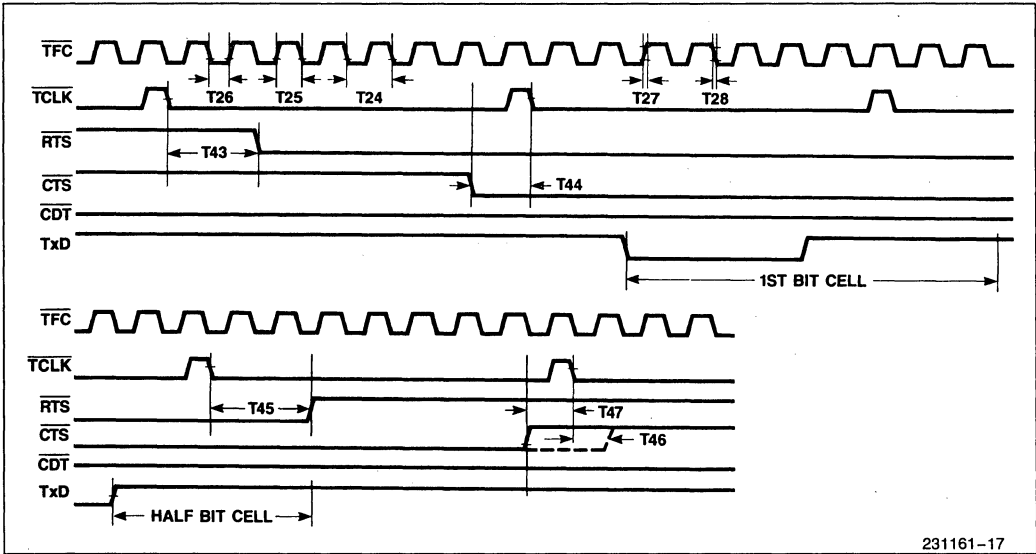 TFC
T26 T25 T24 T27 T28
TCLK
RTS
T43
CTS
T44
CDT
TxD
1ST BIT CELL
TFC
TCLK
RTS
T45 T47
CTS
T46
CDT
TxD
HALF BIT CELL
231161-17